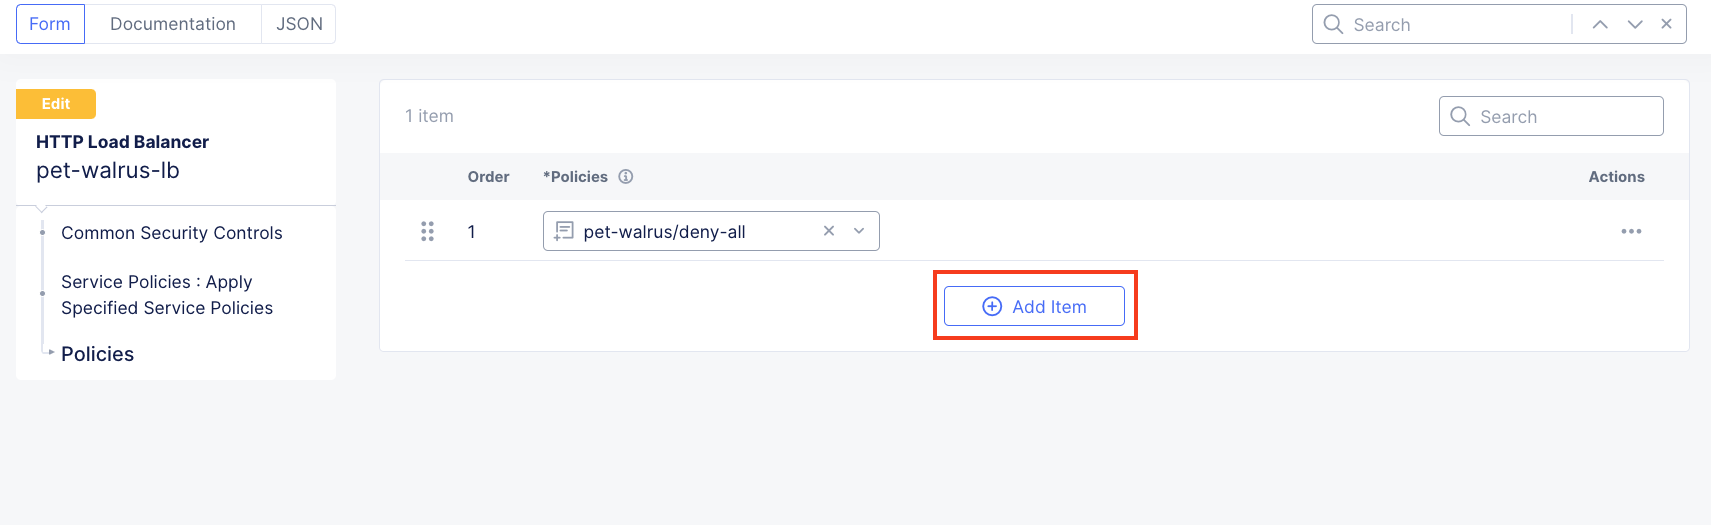 Form Documentation JSON
Search
Edit
HTTP Load Balancer
pet-walrus-lb
Common Security Controls
Service Policies : Apply
Specified Service Policies
Policies
1 item
Search
Order *Policies Actions
1 pet-walrus/deny-all
Add Item